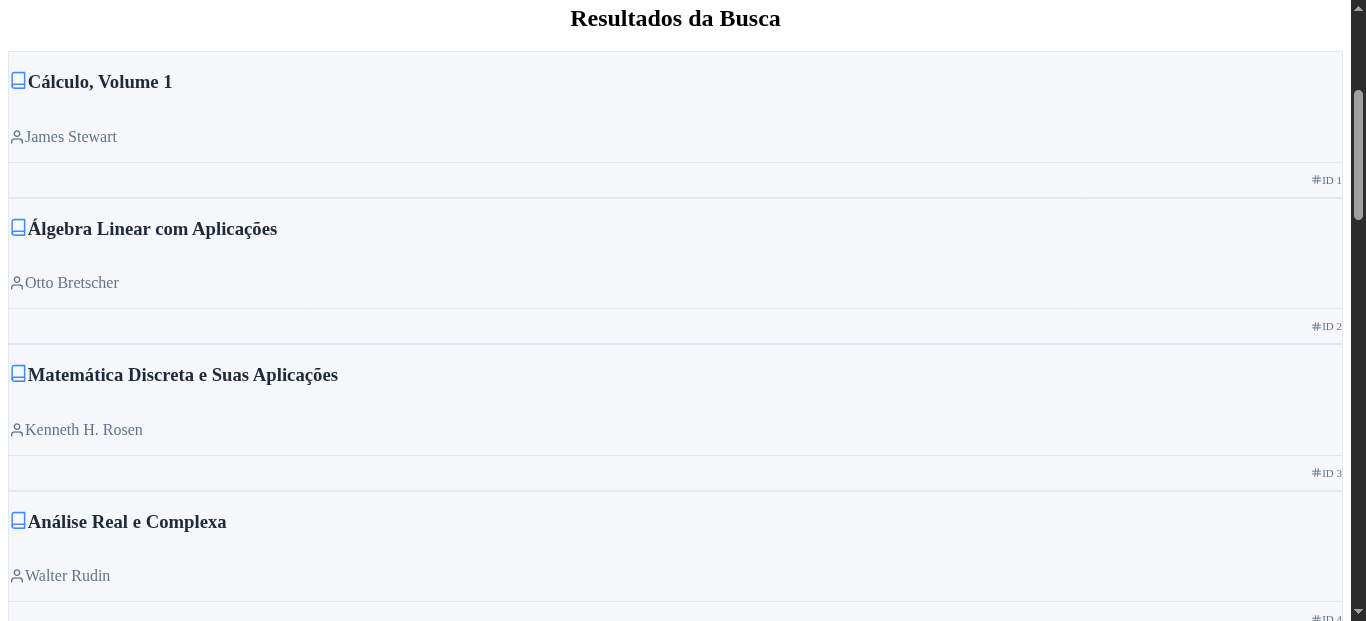 Resultados da Busca
Cálculo, Volume 1
James Stewart
#ID 1
Álgebra Linear com Aplicações
Otto Bretscher
#ID 2
Matemática Discreta e Suas Aplicações
Kenneth H. Rosen
#ID 3
Análise Real e Complexa
Walter Rudin
#ID 4